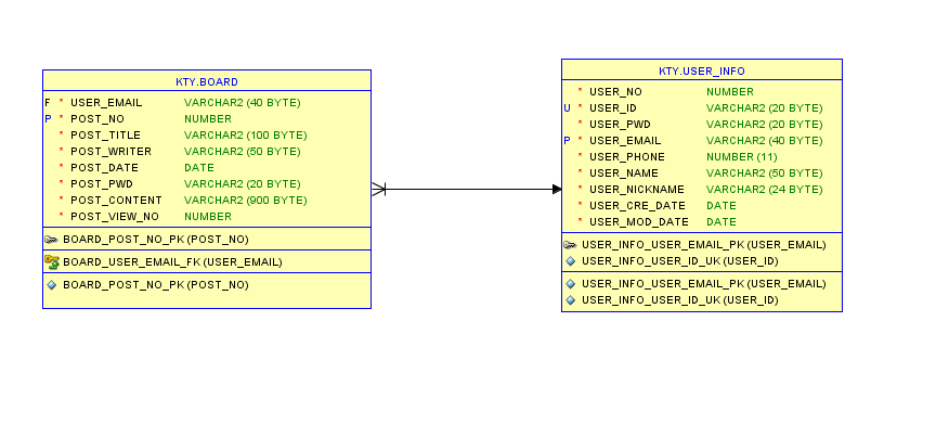 KTY.BOARD
F * USER_EMAIL VARCHAR2 (40 BYTE)
P * POST_NO NUMBER
* POST_TITLE VARCHAR2 (100 BYTE)
* POST_WRITER VARCHAR2 (50 BYTE)
* POST_DATE DATE
* POST_PWD VARCHAR2 (20 BYTE)
* POST_CONTENT VARCHAR2 (900 BYTE)
* POST_VIEW_NO NUMBER
BOARD_POST_NO_PK (POST_NO)
BOARD_USER_EMAIL_FK (USER_EMAIL)
BOARD_POST_NO_PK (POST_NO)
KTY.USER_INFO
* USER_NO NUMBER
U * USER_ID VARCHAR2 (20 BYTE)
* USER_PWD VARCHAR2 (20 BYTE)
P * USER_EMAIL VARCHAR2 (40 BYTE)
* USER_PHONE NUMBER (11)
* USER_NAME VARCHAR2 (50 BYTE)
* USER_NICKNAME VARCHAR2 (24 BYTE)
* USER_CRE_DATE DATE
* USER_MOD_DATE DATE
USER_INFO_USER_EMAIL_PK (USER_EMAIL)
USER_INFO_USER_ID_UK (USER_ID)
USER_INFO_USER_EMAIL_PK (USER_EMAIL)
USER_INFO_USER_ID_UK (USER_ID)